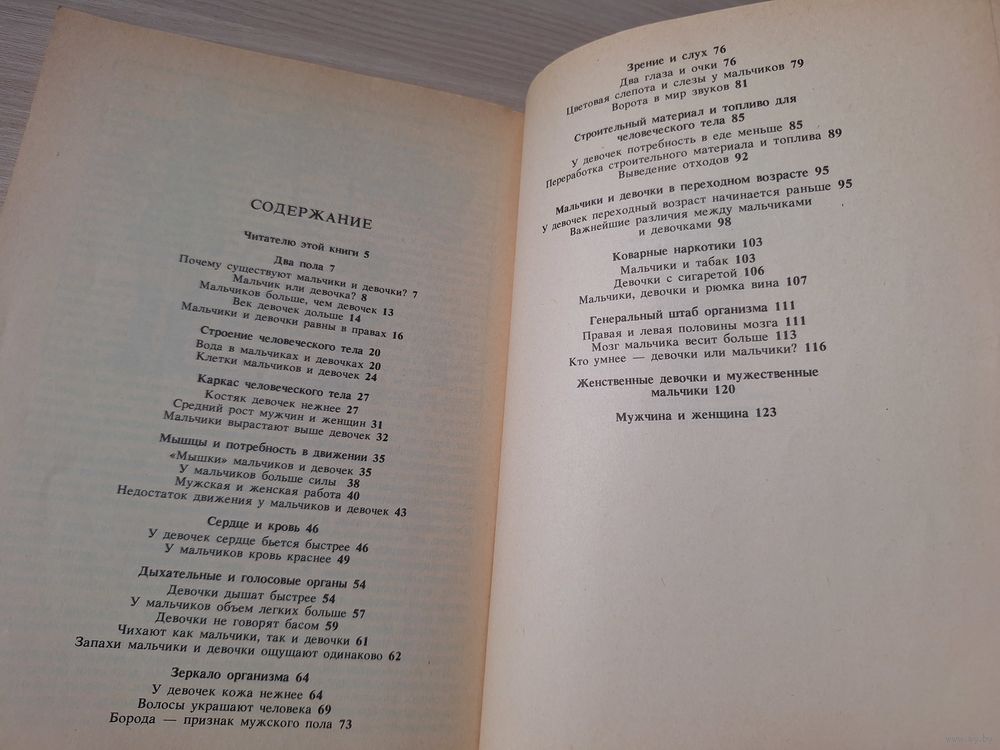 СОДЕРЖАНИЕ
Читателю этой книги 5
Два пола 7
Почему существуют мальчики и девочки? 7
Мальчик или девочка? 8
Мальчиков больше, чем девочек 13
Век девочек дольше 14
Мальчики и девочки равны в правах 16
Строение человеческого тела 20
Вода в мальчиках и девочках 20
Клетки мальчиков и девочек 24
Каркас человеческого тела 27
Костяк девочек нежнее 27
Средний рост мужчин и женщин 31
Мальчики вырастают выше девочек 32
Мышцы и потребность в движении 35
«Мышки» мальчиков и девочек 35
У мальчиков больше силы 38
Мужская и женская работа 40
Недостаток движения у мальчиков и девочек 43
Сердце и кровь 46
У девочек сердце бьется быстрее 46
У мальчиков кровь краснее 49
Дыхательные и голосовые органы 54
Девочки дышат быстрее 54
У мальчиков объем легких больше 57
Девочки не говорят басом 59
Чихают как мальчики, так и девочки 61
Запахи мальчики и девочки ощущают одинаково 62
Зеркало организма 64
У девочек кожа нежнее 64
Волосы украшают человека 69
Борода — признак мужского пола 73
Зрение и слух 76
Два глаза и очки 76
Цветовая слепота и слезы у мальчиков 79
Ворота в мир звуков 81
Строительный материал и топливо для
человеческого тела 85
У девочек потребность в еде меньше 85
Переработка строительного материала и топлива 89
Выведение отходов 92
Мальчики и девочки в переходном возрасте 95
У девочек переходный возраст начинается раньше 95
Важнейшие различия между мальчиками
и девочками 98
Коварные наркотики 103
Мальчики и табак 103
Девочки с сигаретой 106
Мальчики, девочки и рюмка вина 107
Генеральный штаб организма 111
Правая и левая половины мозга 111
Мозг мальчика весит больше 113
Кто умнее — девочки или мальчики? 116
Женственные девочки и мужественные
мальчики 120
Мужчина и женщина 123